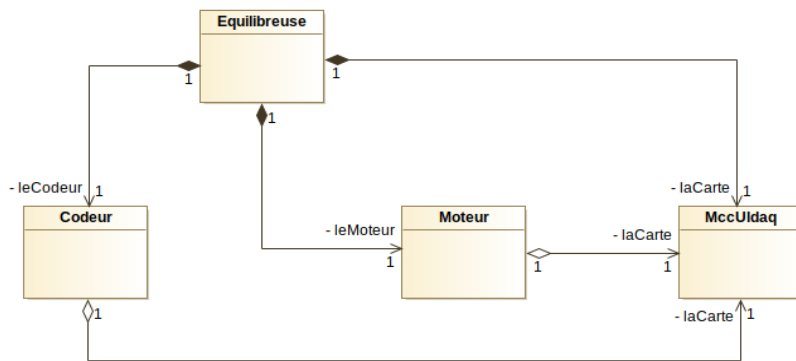 Equilibreuse
1
1
1
- leCodeur
1
- laCarte
1
Codeur
Moteur
MccUldaq
- leMoteur
1
- laCarte
1
1
1
- laCarte
1